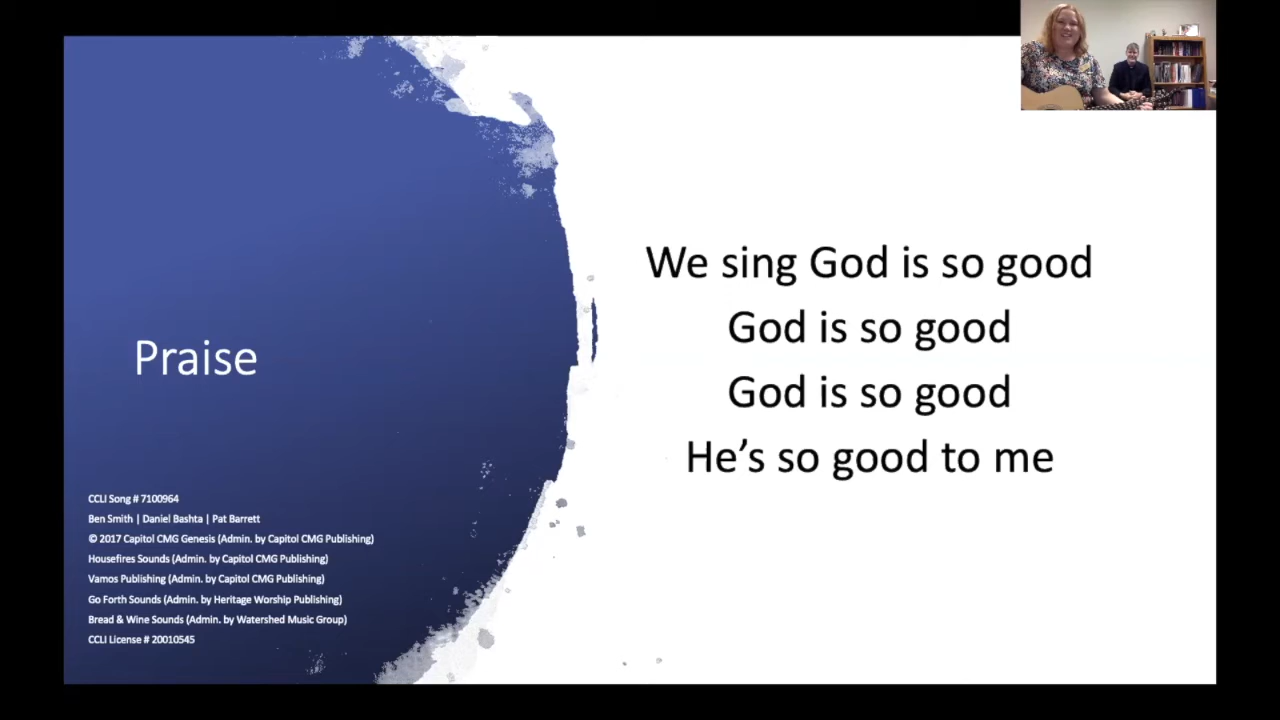 Praise
CCLI Song # 7100964
Ben Smith | Daniel Bashta | Pat Barrett
© 2017 Capitol CMG Genesis (Admin. by Capitol CMG Publishing)
Housefires Sounds (Admin. by Capitol CMG Publishing)
Vamos Publishing (Admin. by Capitol CMG Publishing)
Go Forth Sounds (Admin. by Heritage Worship Publishing)
Bread & Wine Sounds (Admin. by Watershed Music Group)
CCLI License # 20010545
We sing God is so good
God is so good
God is so good
He’s so good to me